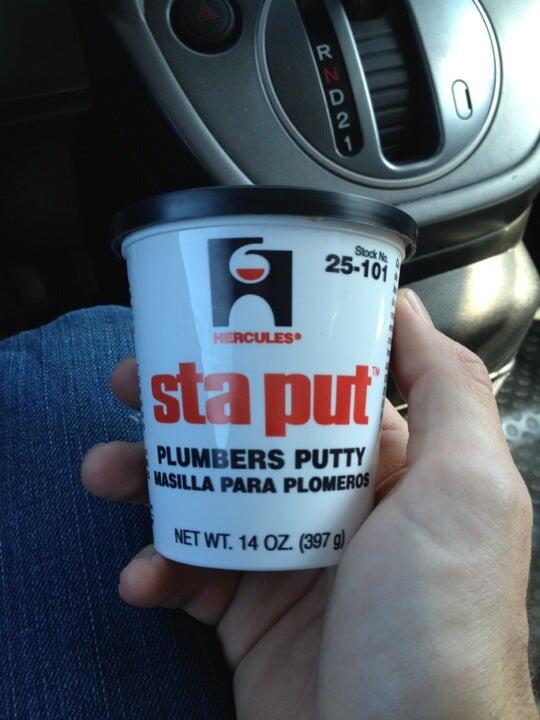 R
N
D
2
1
Stock No.
25-101
HERCULES®
sta put™
PLUMBERS PUTTY
MASILLA PARA PLOMEROS
NET WT. 14 OZ. (397 g)